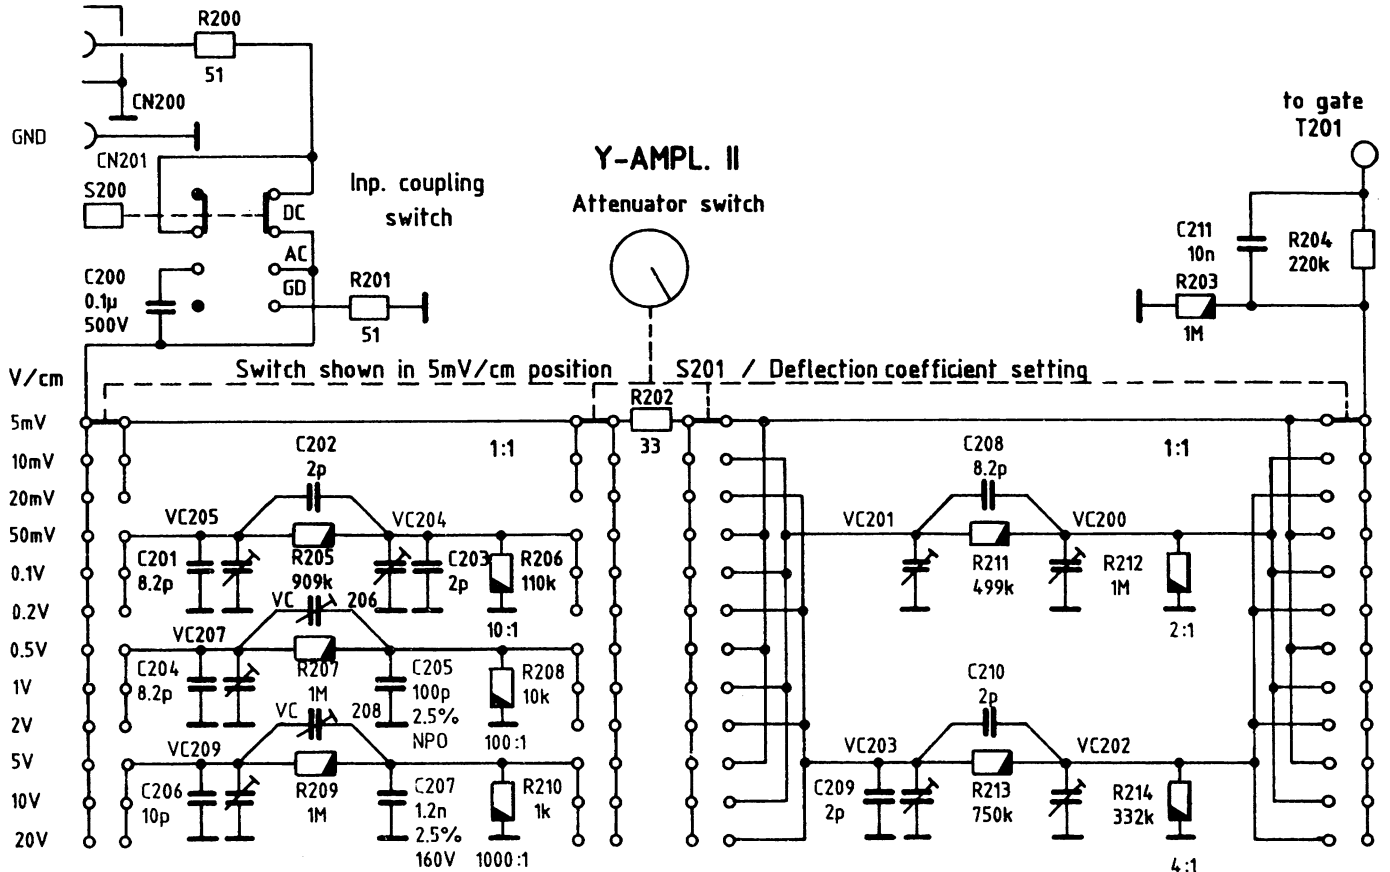 R200
51
CN200
GND
CN201
S200
DC
AC
GD
Inp. coupling
switch
C200
0.1µ
500V
R201
51
Y-AMPL. II
Attenuator switch
to gate
T201
C211
10n
R204
220k
R203
1M
V/cm
Switch shown in 5mV/cm position
S201 / Deflection coefficient setting
R202
33
5mV
10mV
20mV
50mV
0.1V
0.2V
0.5V
1V
2V
5V
10V
20V
1:1
C202
2p
VC205
VC204
C201
8.2p
R205
909k
C203
2p
R206
110k
10:1
VC 206
VC207
C204
8.2p
R207
1M
C205
100p
2.5%
NPO
R208
10k
100:1
VC 208
VC209
C206
10p
R209
1M
C207
1.2n
2.5%
160V
R210
1k
1000:1
1:1
C208
8.2p
VC201
VC200
R211
499k
R212
1M
2:1
C210
2p
VC203
VC202
C209
2p
R213
750k
R214
332k
4:1